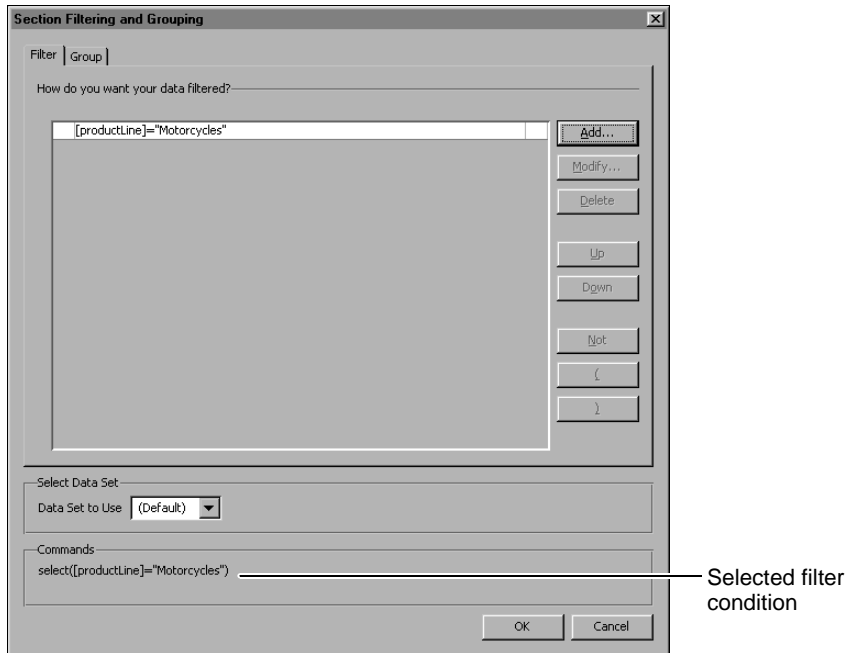 Section Filtering and Grouping
Filter
Group
How do you want your data filtered?
[productLine]="Motorcycles"
Add...
Modify...
Delete
Up
Down
Not
(
)
Select Data Set
Data Set to Use (Default)
Commands
select([productLine]="Motorcycles")
Selected filter
condition
OK
Cancel